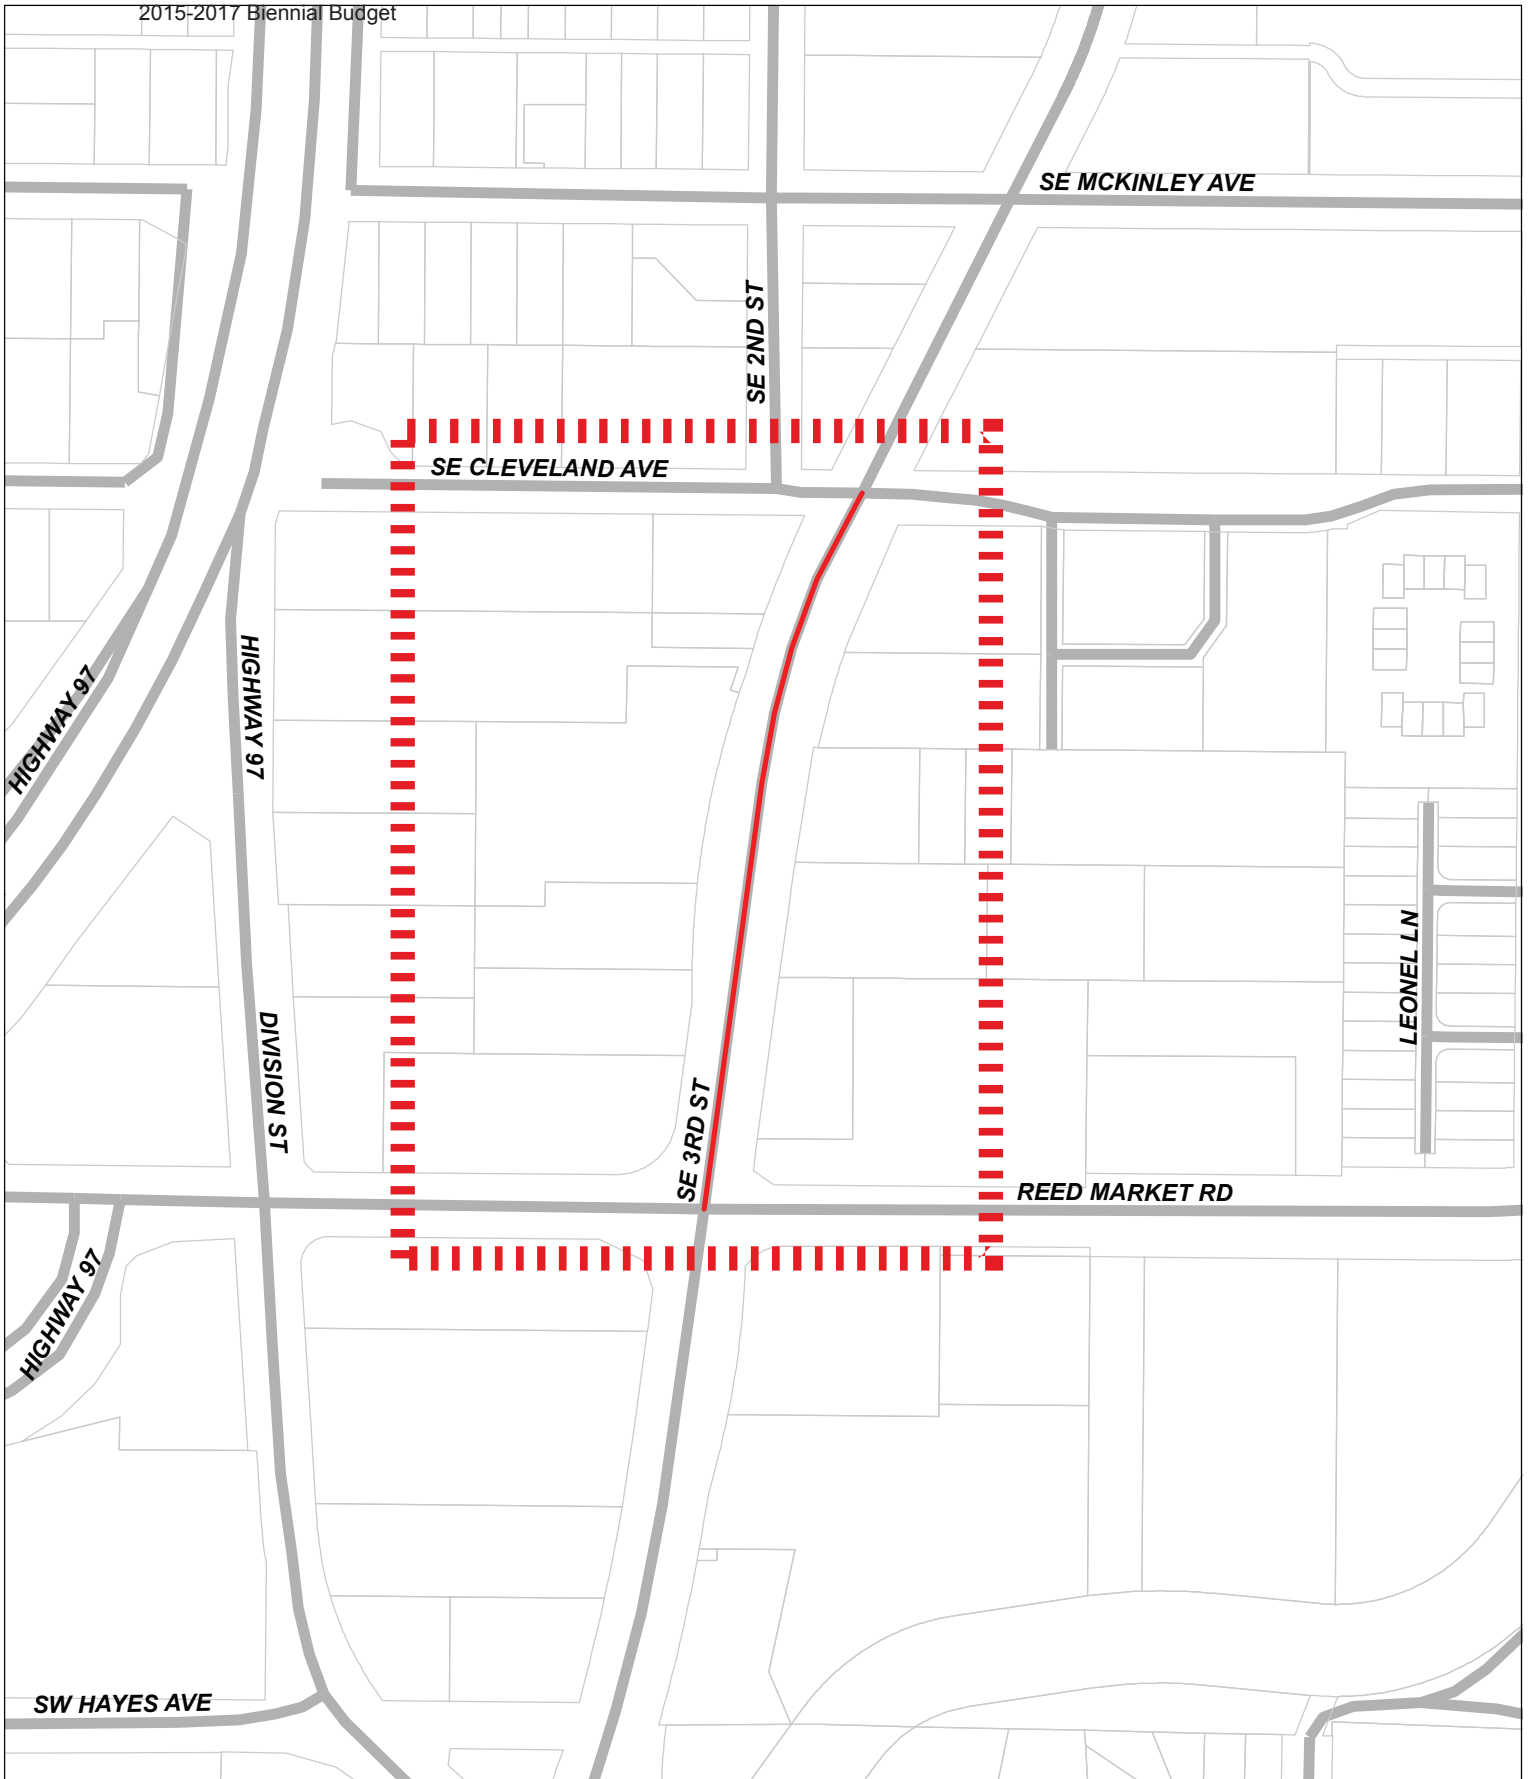 2015-2017 Biennial Budget
SE MCKINLEY AVE
SE 2ND ST
SE CLEVELAND AVE
HIGHWAY 97
HIGHWAY 97
LEONEL LN
DIVISION ST
SE 3RD ST
REED MARKET RD
HIGHWAY 97
SW HAYES AVE